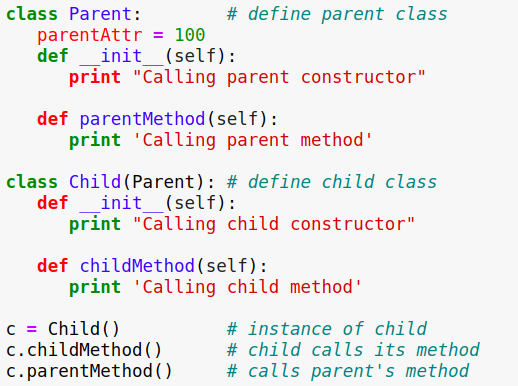 class Parent:        # define parent class
   parentAttr = 100
   def __init__(self):
      print "Calling parent constructor"

   def parentMethod(self):
      print 'Calling parent method'

class Child(Parent): # define child class
   def __init__(self):
      print "Calling child constructor"

   def childMethod(self):
      print 'Calling child method'

c = Child()          # instance of child
c.childMethod()      # child calls its method
c.parentMethod()     # calls parent's method